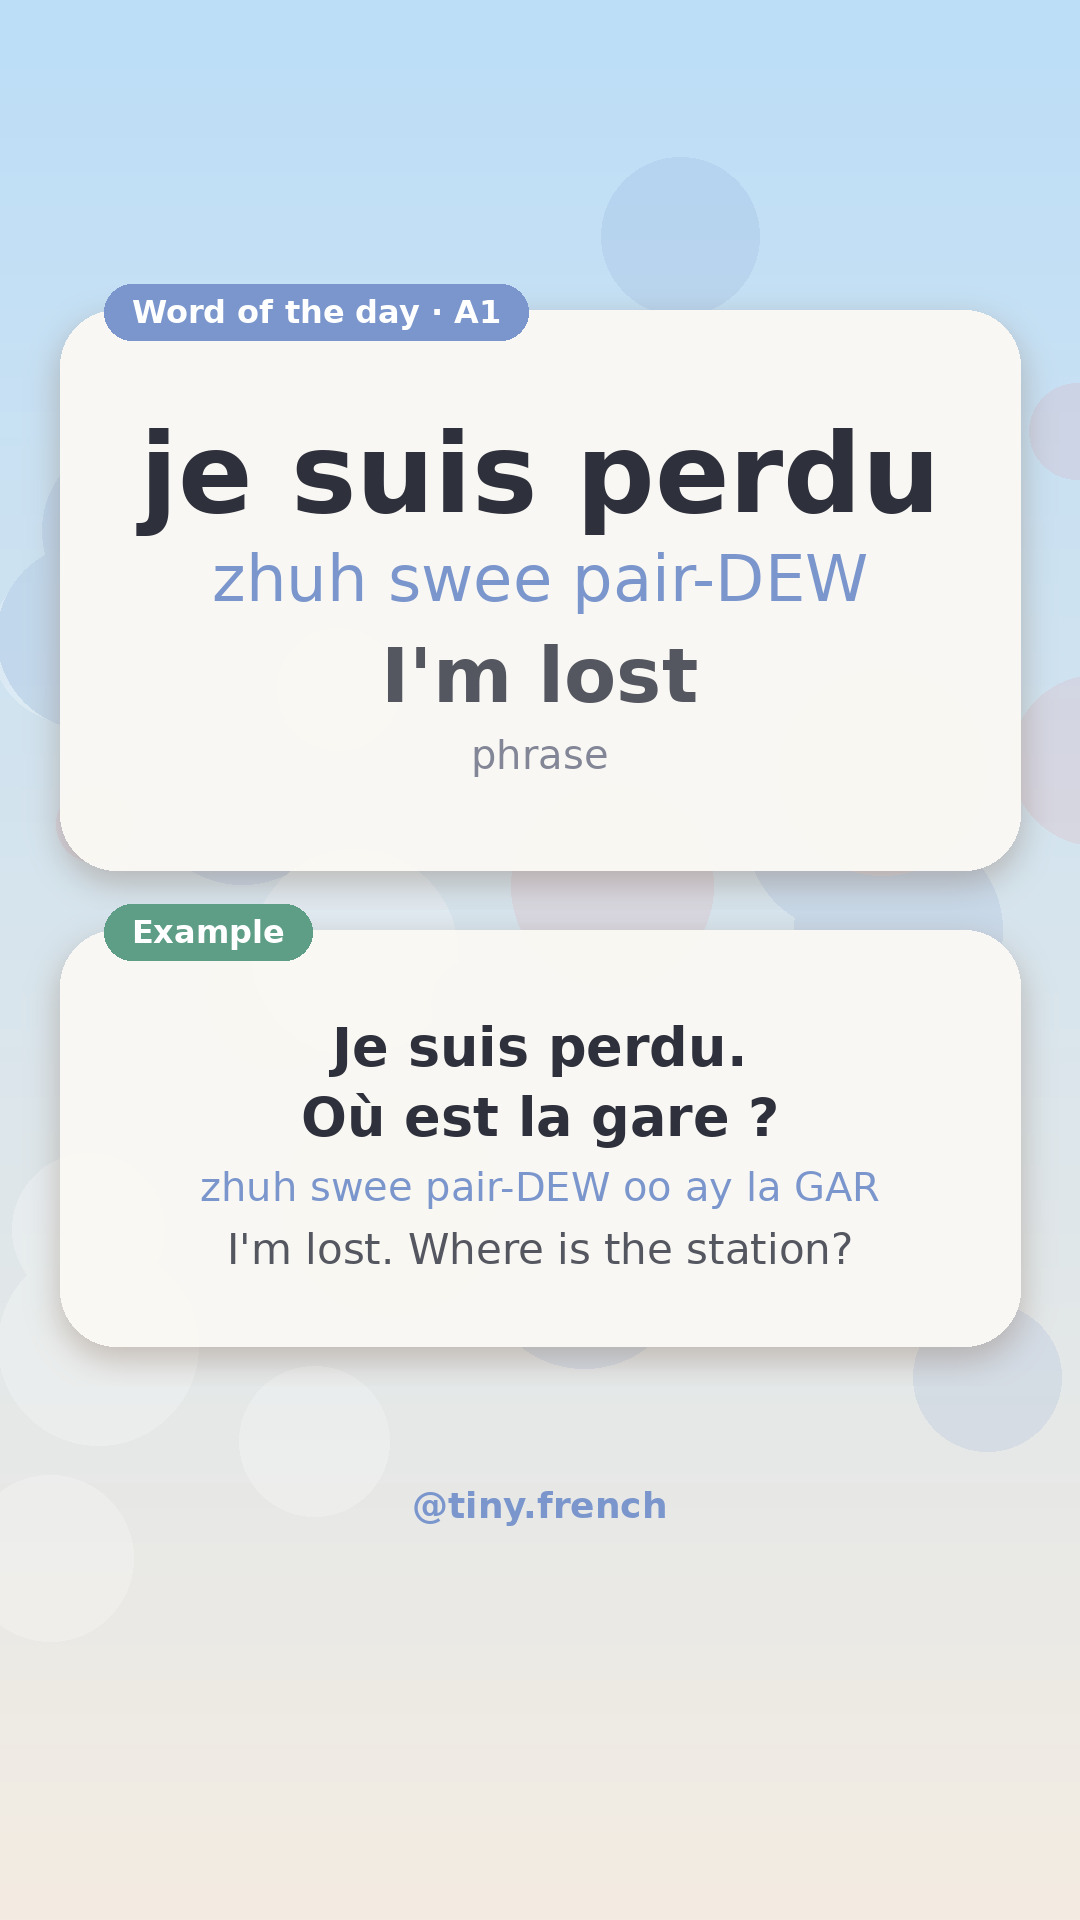 Word of the day · A1
je suis perdu
zhuh swee pair-DEW
I'm lost
phrase
Example
Je suis perdu.
Où est la gare ?
zhuh swee pair-DEW oo ay la GAR
I'm lost. Where is the station?
@tiny.french